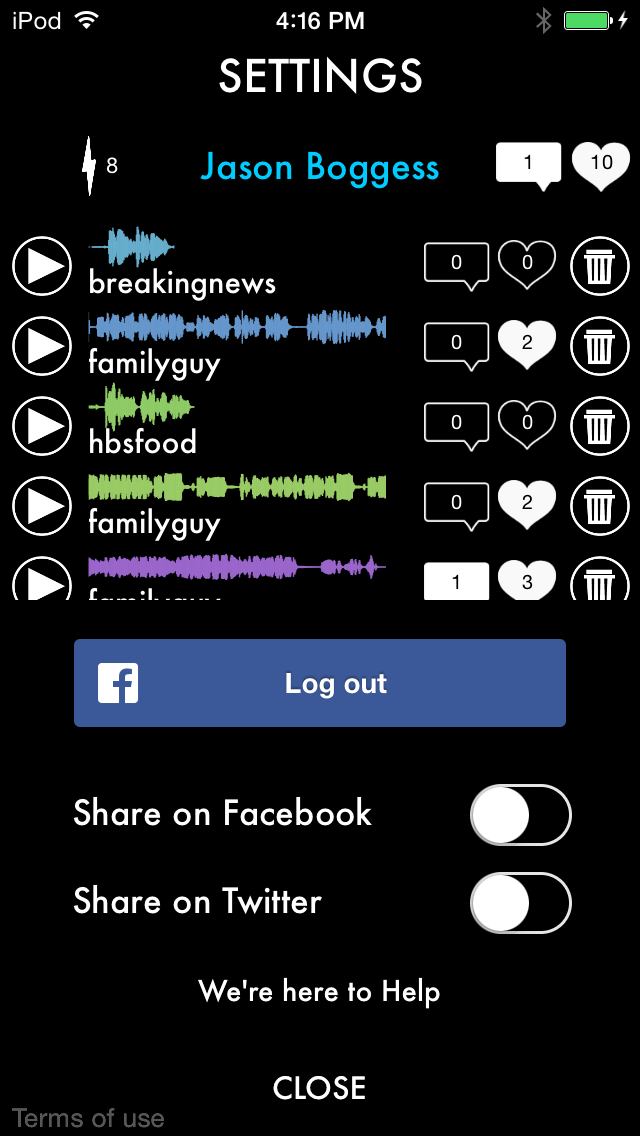 iPod 4:16 PM
SETTINGS
8 Jason Boggess 1 10
breakingnews 0 0
familyguy 0 2
hbsfood 0 0
familyguy 0 2
familyguy 1 3
Log out
Share on Facebook
Share on Twitter
We're here to Help
CLOSE
Terms of use